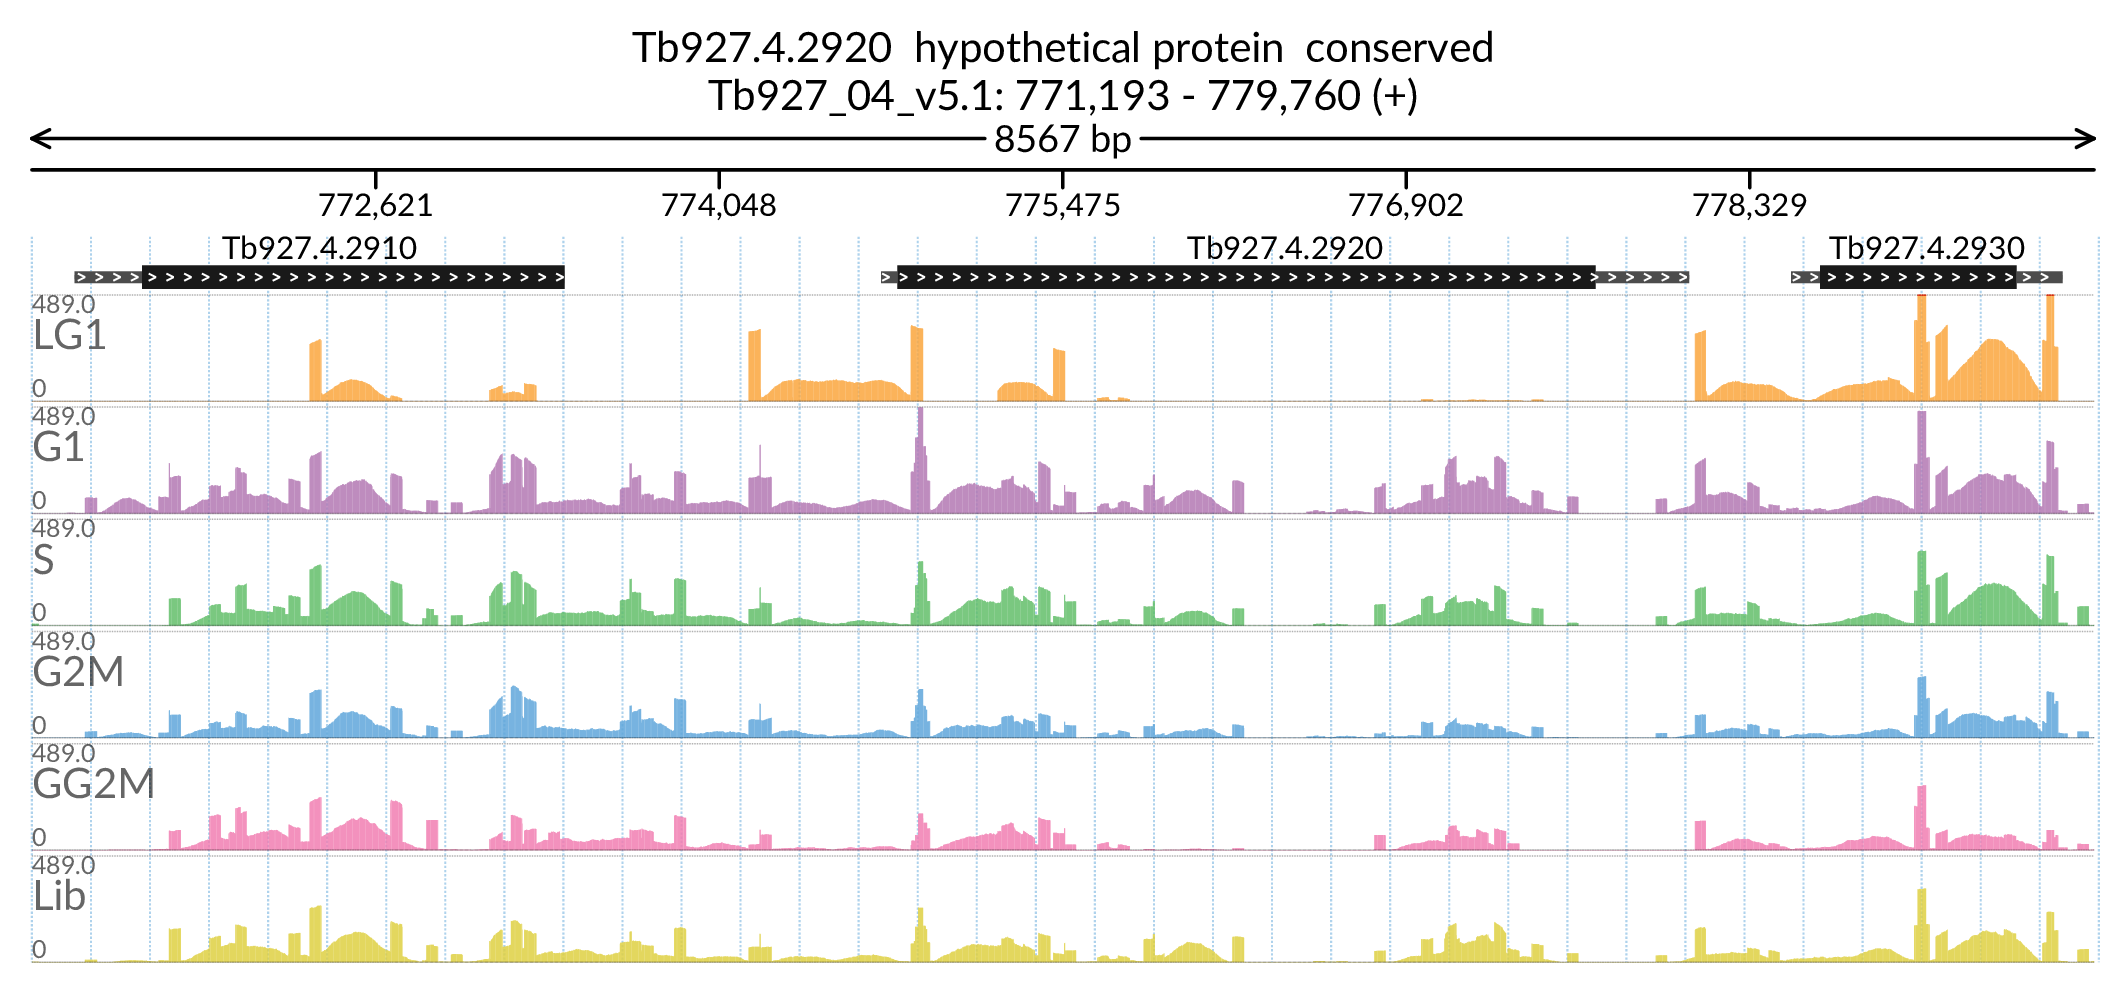 Tb927.4.2920  hypothetical protein  conserved
Tb927_04_v5.1: 771,193 - 779,760 (+)
8567 bp
772,621 774,048 775,475 776,902 778,329
Tb927.4.2910 Tb927.4.2920 Tb927.4.2930
489.0
LG1
0
489.0
G1
0
489.0
S
0
489.0
G2M
0
489.0
GG2M
0
489.0
Lib
0